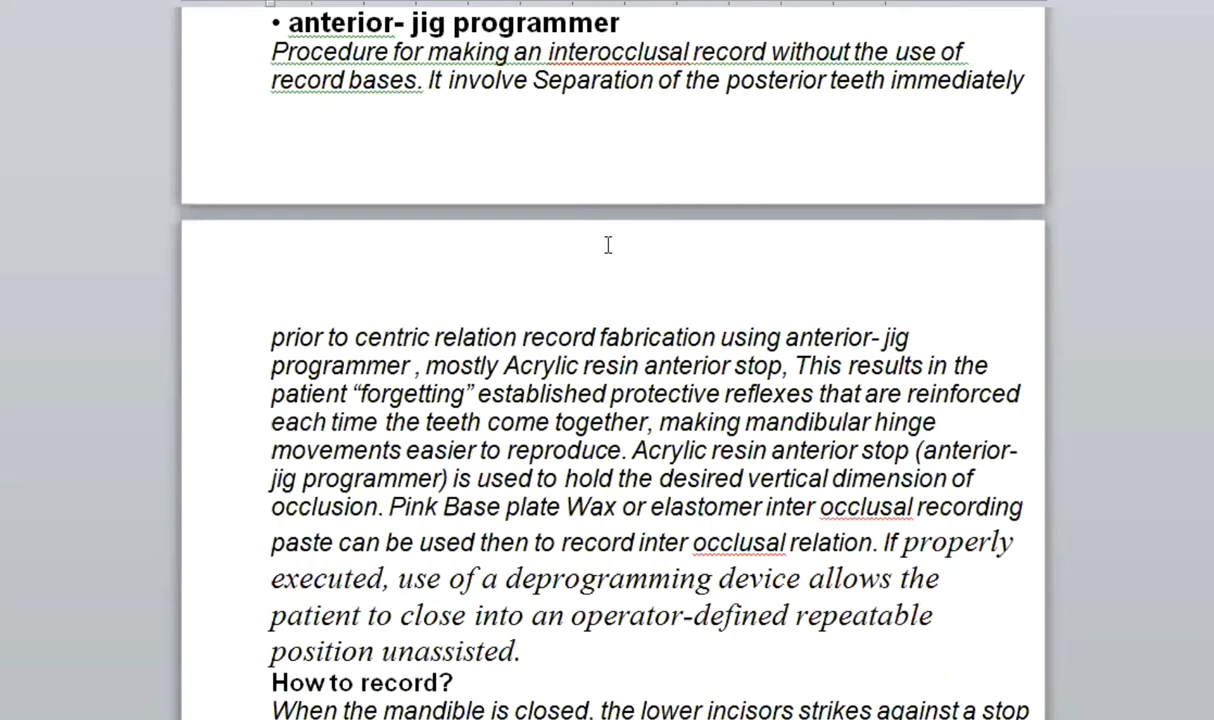 • anterior- jig programmer
Procedure for making an interocclusal record without the use of
record bases. It involve Separation of the posterior teeth immediately
prior to centric relation record fabrication using anterior- jig
programmer , mostly Acrylic resin anterior stop, This results in the
patient “forgetting” established protective reflexes that are reinforced
each time the teeth come together, making mandibular hinge
movements easier to reproduce. Acrylic resin anterior stop (anterior-
jig programmer) is used to hold the desired vertical dimension of
occlusion. Pink Base plate Wax or elastomer inter occlusal recording
paste can be used then to record inter occlusal relation. If properly
executed, use of a deprogramming device allows the
patient to close into an operator-defined repeatable
position unassisted.
How to record?
When the mandible is closed, the lower incisors strikes against a stop